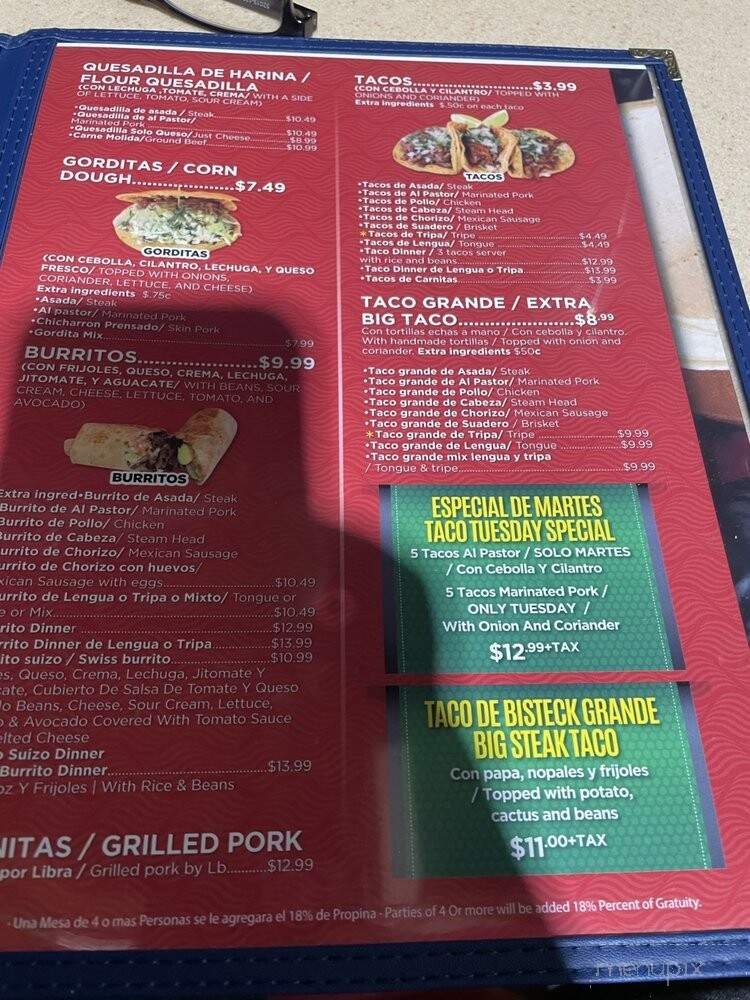 QUESADILLA DE HARINA /
FLOUR QUESADILLA
(CON LECHUGA ,TOMATE, CREMA/ WITH A SIDE
OF LETTUCE, TOMATO, SOUR CREAM)
•Quesadilla de asada / Steak
•Quesadilla de al Pastor/
Marinated Pork $10.49
•Quesadilla Solo Queso/Just Cheese $10.49
$8.99
•Carne Molida/Ground Beef $10.99
GORDITAS / CORN
DOUGH $7.49
GORDITAS
(CON CEBOLLA, CILANTRO, LECHUGA, Y QUESO
FRESCO/ TOPPED WITH ONIONS,
CORIANDER, LETTUCE, AND CHEESE)
Extra ingredients $.75c
•Asada/ Steak
•Al pastor/ Marinated Pork
•Chicharron Prensado/ Skin Pork
•Gordita Mix $7.99
BURRITOS $9.99
(CON FRIJOLES, QUESO, CREMA, LECHUGA,
JITOMATE, Y AGUACATE/ WITH BEANS, SOUR
CREAM, CHEESE, LETTUCE, TOMATO, AND
AVOCADO)
BURRITOS
Extra ingred•Burrito de Asada/ Steak
Burrito de Al Pastor/ Marinated Pork
Burrito de Pollo/ Chicken
urrito de Cabeza/ Steam Head
urrito de Chorizo/ Mexican Sausage
urrito de Chorizo con huevos/
xican Sausage with eggs $10.49
urrito de Lengua o Tripa o Mixto/ Tongue or
e or Mix $10.49
rito Dinner $12.99
rrito Dinner de Lengua o Tripa $13.99
ito suizo / Swiss burrito $10.99
es, Queso, Crema, Lechuga, Jitomate Y
cate, Cubierto De Salsa De Tomate Y Queso
do Beans, Cheese, Sour Cream, Lettuce,
o & Avocado Covered With Tomato Sauce
elted Cheese
o Suizo Dinner
Burrito Dinner $13.99
oz Y Frijoles | With Rice & Beans
NITAS / GRILLED PORK
por Libra / Grilled pork by Lb $12.99
TACOS $3.99
(CON CEBOLLA Y CILANTRO/ TOPPED WITH
ONIONS AND CORIANDER)
Extra ingredients $.50c on each taco
TACOS
•Tacos de Asada/ Steak
•Tacos de Al Pastor/ Marinated Pork
•Tacos de Pollo/ Chicken
•Tacos de Cabeza/ Steam Head
•Tacos de Chorizo/ Mexican Sausage
•Tacos de Suadero / Brisket
*Tacos de Tripa/ Tripe $4.49
•Tacos de Lengua/ Tongue $4.49
•Taco Dinner / 3 tacos server
with rice and beans $12.99
•Taco Dinner de Lengua o Tripa $13.99
•Tacos de Carnitas $3.99
TACO GRANDE / EXTRA
BIG TACO $8.99
Con tortillas echas a mano / Con cebolla y cilantro.
With handmade tortillas / Topped with onion and
coriander. Extra ingredients $50c
•Taco grande de Asada/ Steak
•Taco grande de Al Pastor/ Marinated Pork
•Taco grande de Pollo/ Chicken
•Taco grande de Cabeza/ Steam Head
•Taco grande de Chorizo/ Mexican Sausage
•Taco grande de Suadero / Brisket
*Taco grande de Tripa/ Tripe $9.99
•Taco grande de Lengua/ Tongue $9.99
•Taco grande mix lengua y tripa
/ Tongue & tripe $9.99
ESPECIAL DE MARTES
TACO TUESDAY SPECIAL
5 Tacos Al Pastor / SOLO MARTES
/ Con Cebolla Y Cilantro
5 Tacos Marinated Pork /
ONLY TUESDAY /
With Onion And Coriander
$12.99+TAX
TACO DE BISTECK GRANDE
BIG STEAK TACO
Con papa, nopales y frijoles
/ Topped with potato,
cactus and beans
$11.00+TAX
- Una Mesa de 4 o mas Personas se le agregara el 18% de Propina - Parties of 4 Or more will be added 18% Percent of Gratuity.
menupix